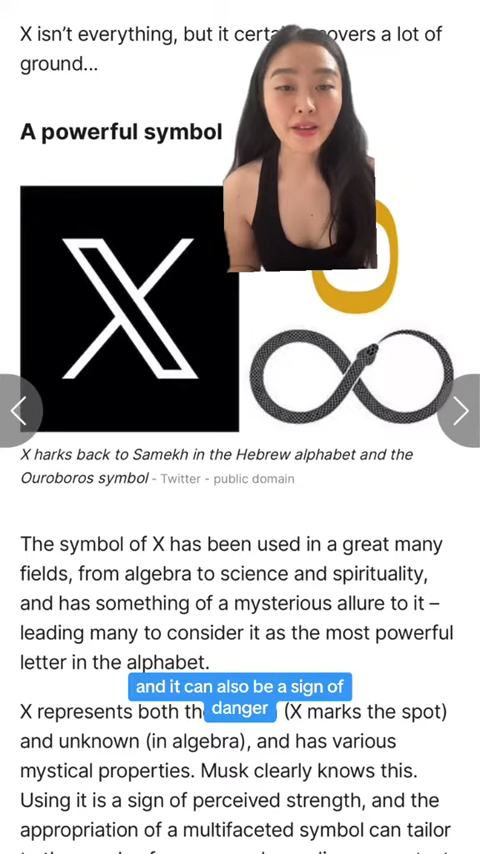 X isn't everything, but it certa overs a lot of
ground...
A powerful symbol
X harks back to Samekh in the Hebrew alphabet and the
Ouroboros symbol - Twitter - public domain
The symbol of X has been used in a great many
fields, from algebra to science and spirituality,
and has something of a mysterious allure to it –
leading many to consider it as the most powerful
letter in the alphabet.
and it can also be a sign of
danger
X represents both th (X marks the spot)
and unknown (in algebra), and has various
mystical properties. Musk clearly knows this.
Using it is a sign of perceived strength, and the
appropriation of a multifaceted symbol can tailor